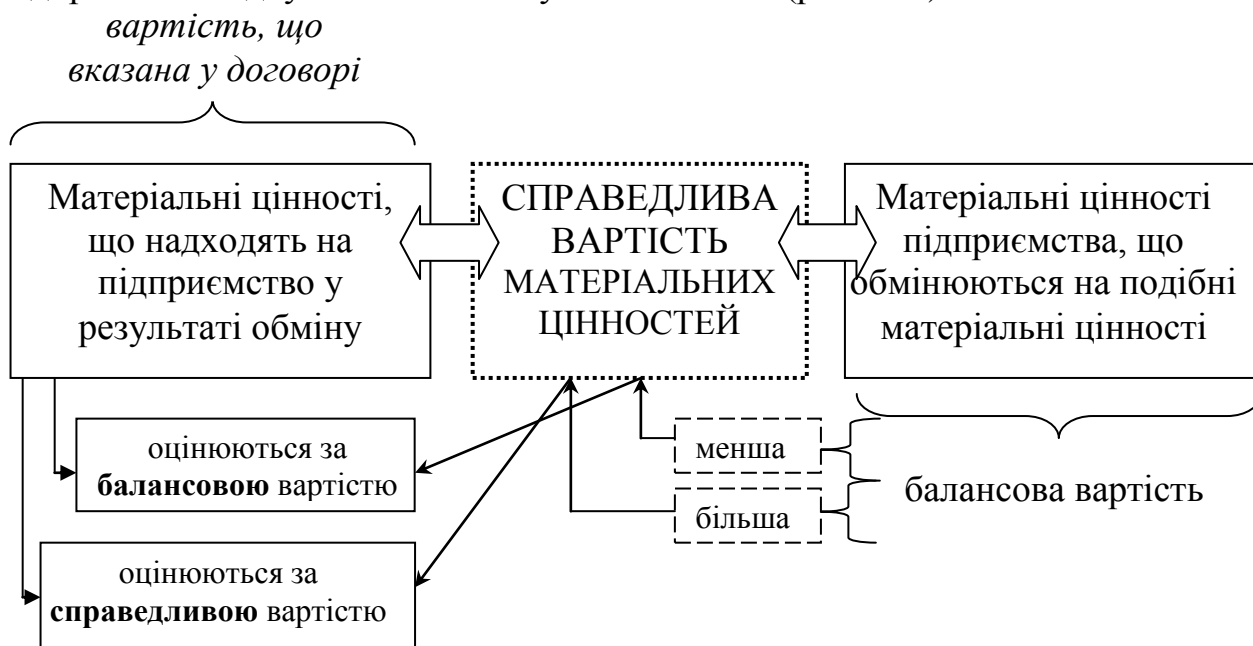 вартість, що
вказана у договорі
Матеріальні цінності,
що надходять на
підприємство у
результаті обміну
СПРАВЕДЛИВА
ВАРТІСТЬ
МАТЕРІАЛЬНИХ
ЦІННОСТЕЙ
Матеріальні цінності
підприємства, що
обмінюються на подібні
матеріальні цінності
оцінюються за
балансовою вартістю
менша
більша
балансова вартість
оцінюються за
справедливою вартістю